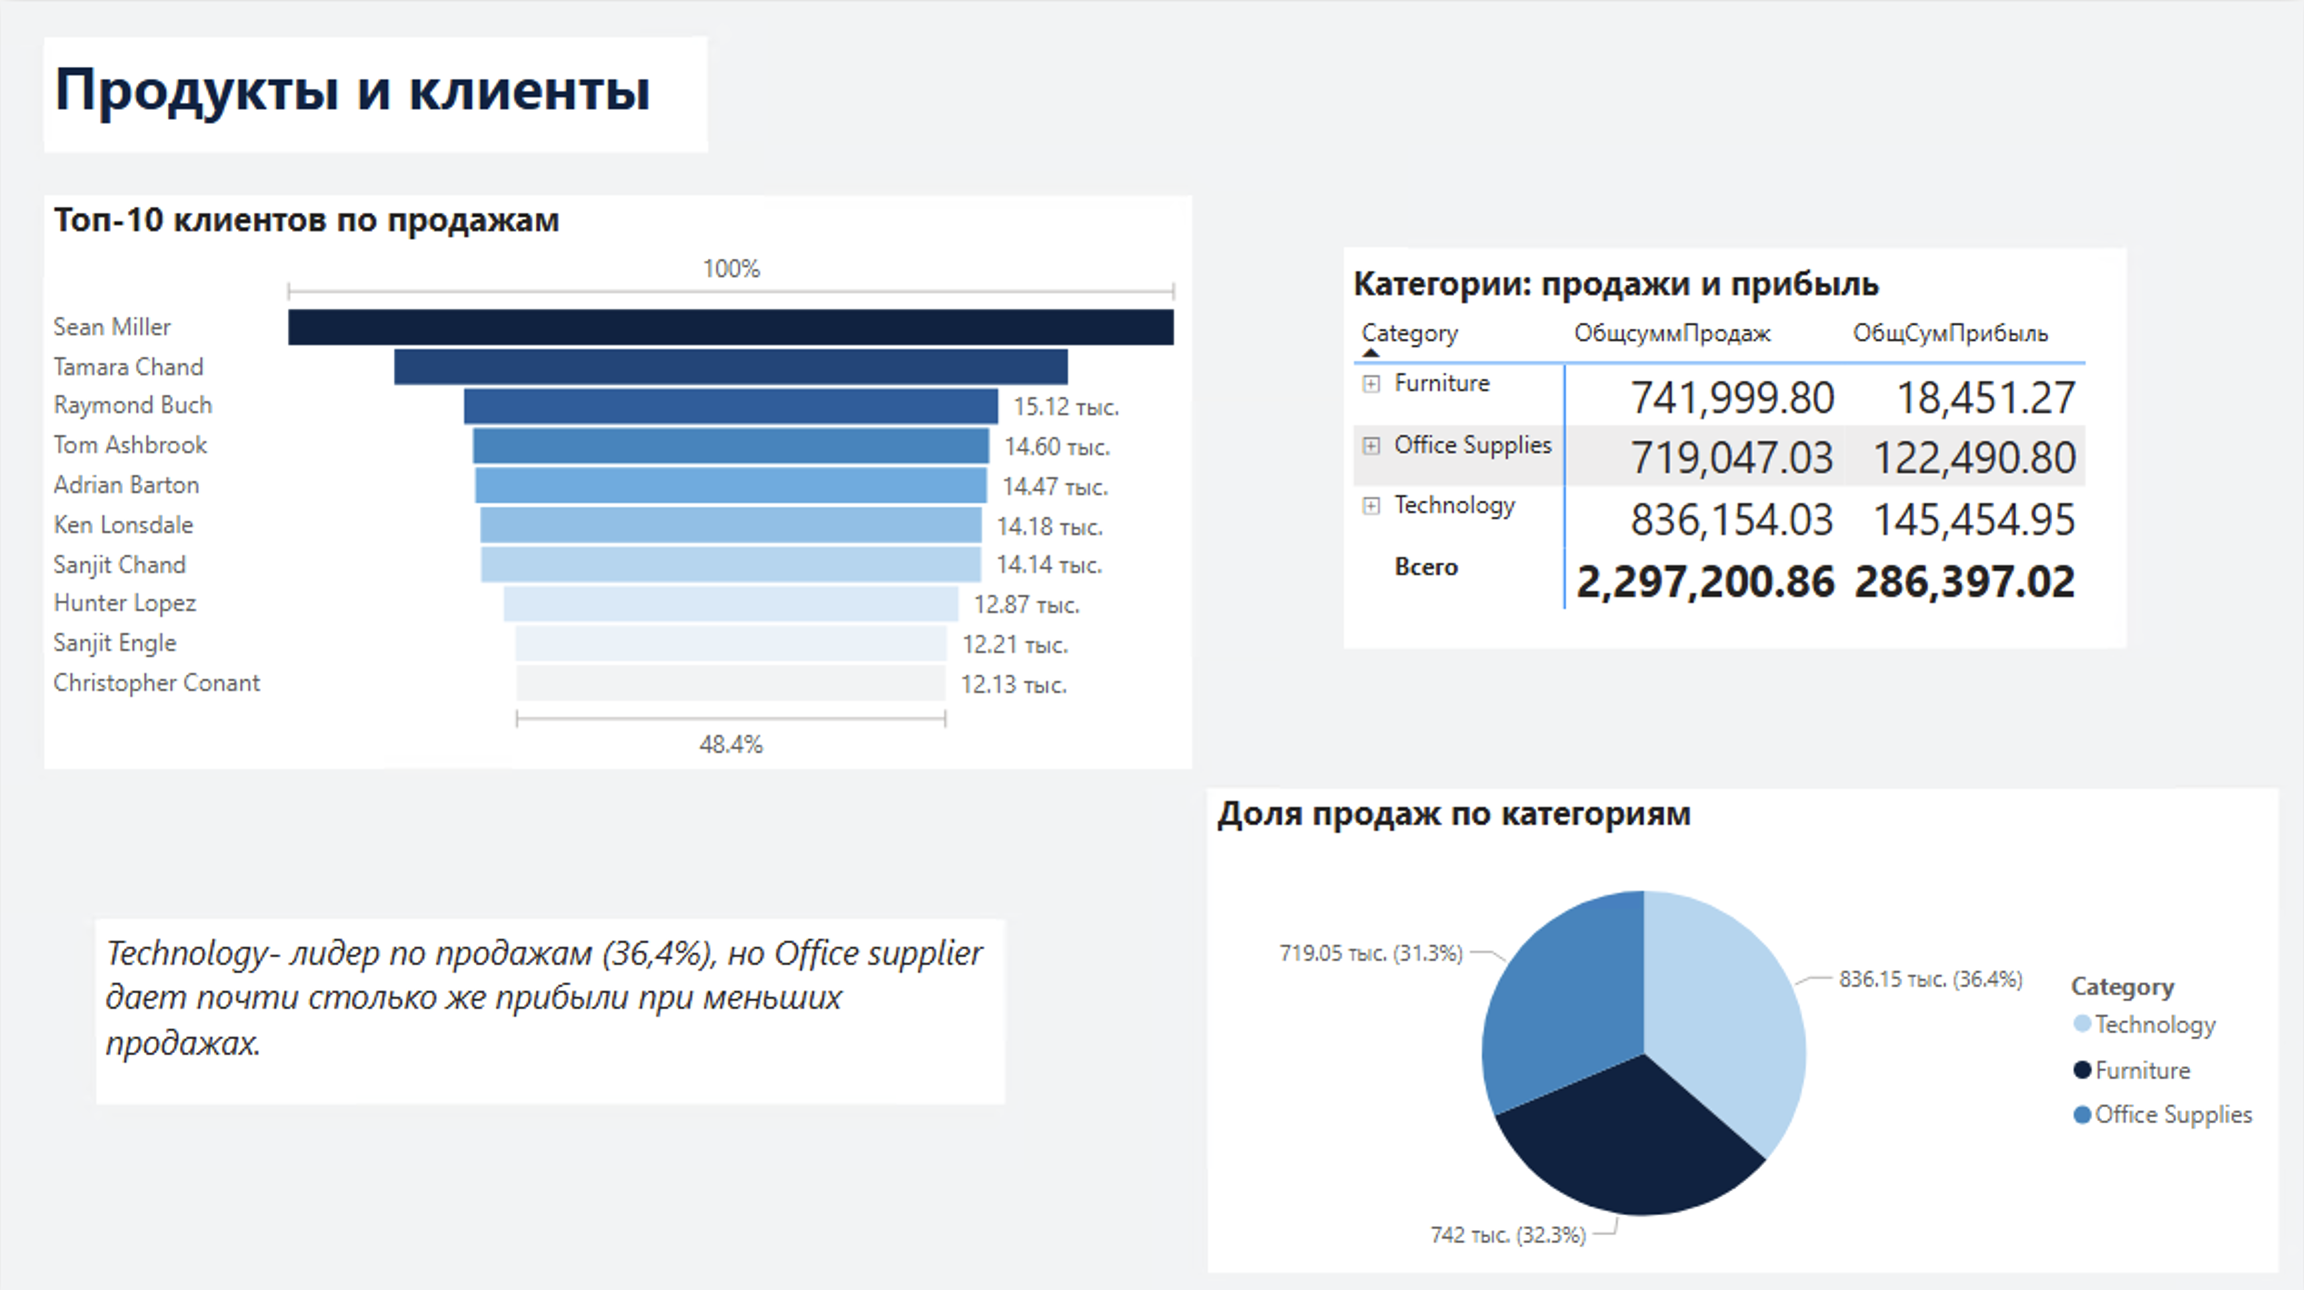 Продукты и клиенты
Топ-10 клиентов по продажам
100%
Sean Miller
Tamara Chand
Raymond Buch 15.12 тыс.
Tom Ashbrook 14.60 тыс.
Adrian Barton 14.47 тыс.
Ken Lonsdale 14.18 тыс.
Sanjit Chand 14.14 тыс.
Hunter Lopez 12.87 тыс.
Sanjit Engle 12.21 тыс.
Christopher Conant 12.13 тыс.
48.4%
Категории: продажи и прибыль
Category ОбщсуммПродаж ОбщСумПрибыль
Furniture 741,999.80 18,451.27
Office Supplies 719,047.03 122,490.80
Technology 836,154.03 145,454.95
Всего 2,297,200.86 286,397.02
Technology- лидер по продажам (36,4%), но Office supplier
дает почти столько же прибыли при меньших
продажах.
Доля продаж по категориям
719.05 тыс. (31.3%)
836.15 тыс. (36.4%)
742 тыс. (32.3%)
Category
Technology
Furniture
Office Supplies